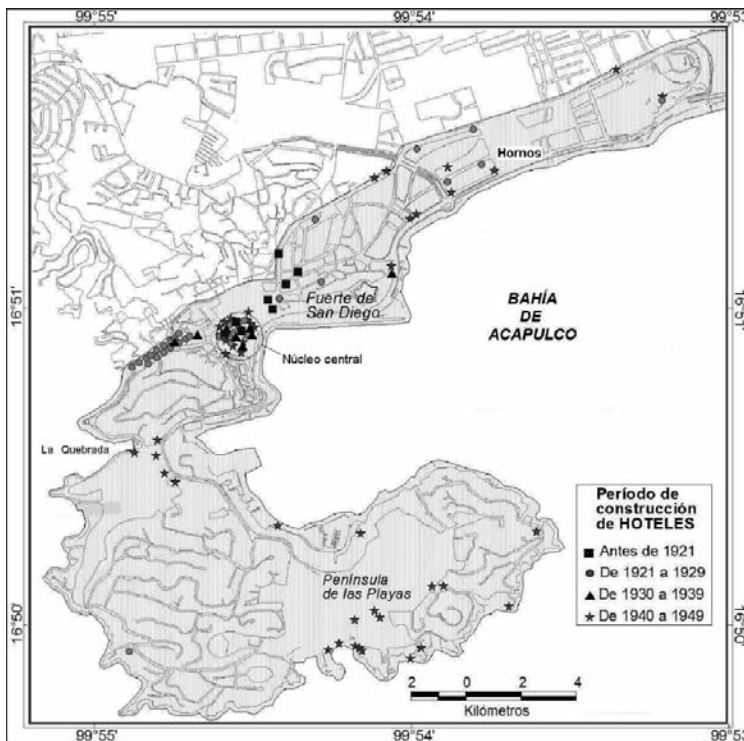 99°55'
99°54'
99°53
Hornos
16°51'
16°51'
Fuerte de
San Diego
BAHÍA
DE
ACAPULCO
Núcleo central
La Quebrada
Período de
construcción
de HOTELES
Antes de 1921
De 1921 a 1929
De 1930 a 1939
De 1940 a 1949
Península
de las Playas
16°50'
16°50'
2 0 2 4
Kilómetros
99°55'
99°54'
99°53